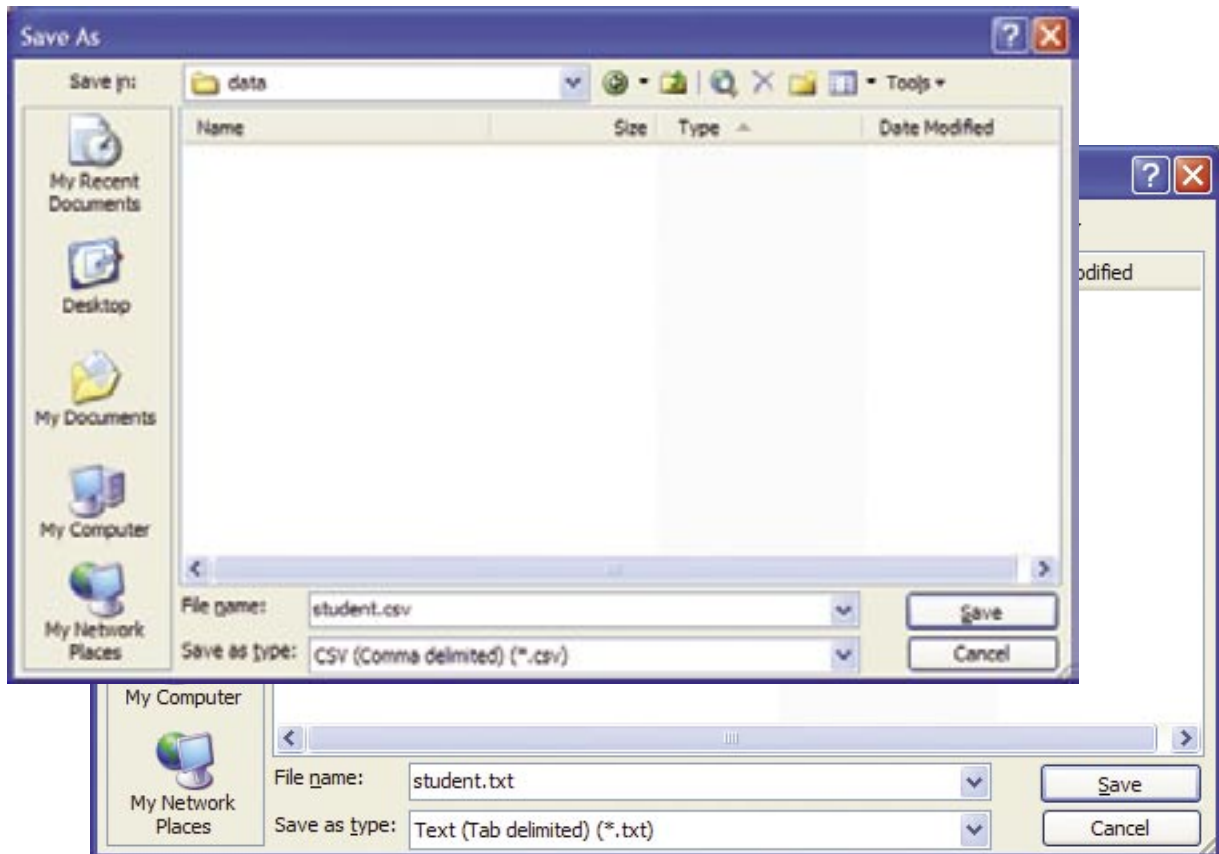 Save As
Save in:
data
Tools
Name Size Type Date Modified
My Recent
Documents
Desktop
My Documents
My Computer
My Network
Places
File name:
student.csv
Save
Save as type:
CSV (Comma delimited) (*.csv)
Cancel
odified
My Computer
My Network
Places
File name:
student.txt
Save
Save as type:
Text (Tab delimited) (*.txt)
Cancel